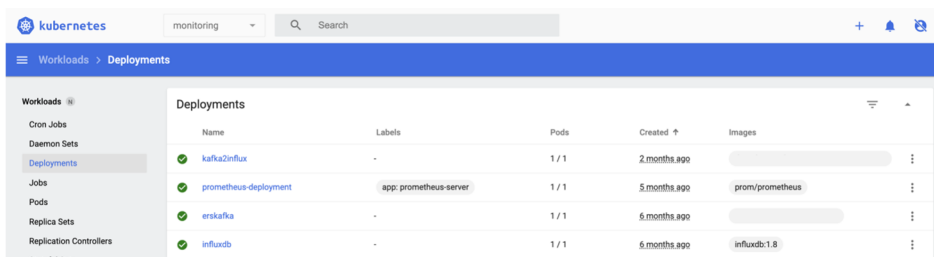 kubernetes
monitoring
Search
Workloads > Deployments
Workloads N
Cron Jobs
Daemon Sets
Deployments
Jobs
Pods
Replica Sets
Replication Controllers
Deployments
Name Labels Pods Created ↑ Images
kafka2influx - 1 / 1 2 months ago
prometheus-deployment app: prometheus-server 1 / 1 5 months ago prom/prometheus
erskafka - 1 / 1 6 months ago
influxdb - 1 / 1 6 months ago influxdb:1.8